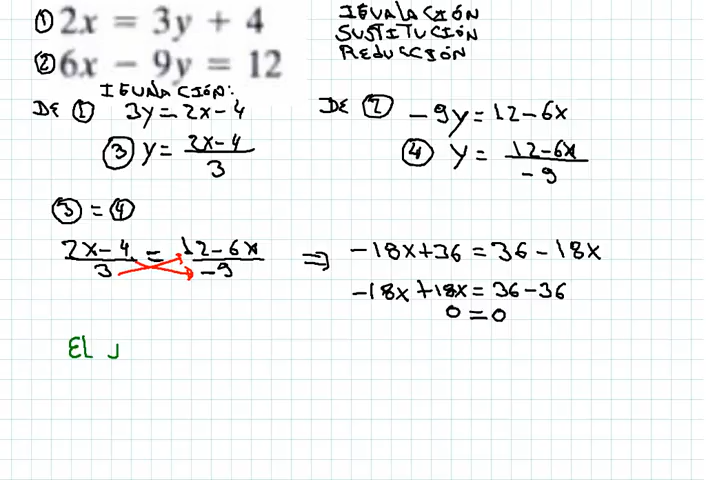 ① 2x = 3y + 4
② 6x − 9y = 12
IGUALACIÓN
SUSTITUCIÓN
REDUCCIÓN
IGUALACIÓN:
DE ① 3y = 2x - 4
③ y = (2x - 4)/3
DE ② -9y = 12 - 6x
④ y = (12 - 6x)/-9
③ = ④
(2x - 4)/3 = (12 - 6x)/-9 ⇒ -18x + 36 = 36 - 18x
-18x + 18x = 36 - 36
0 = 0
EL